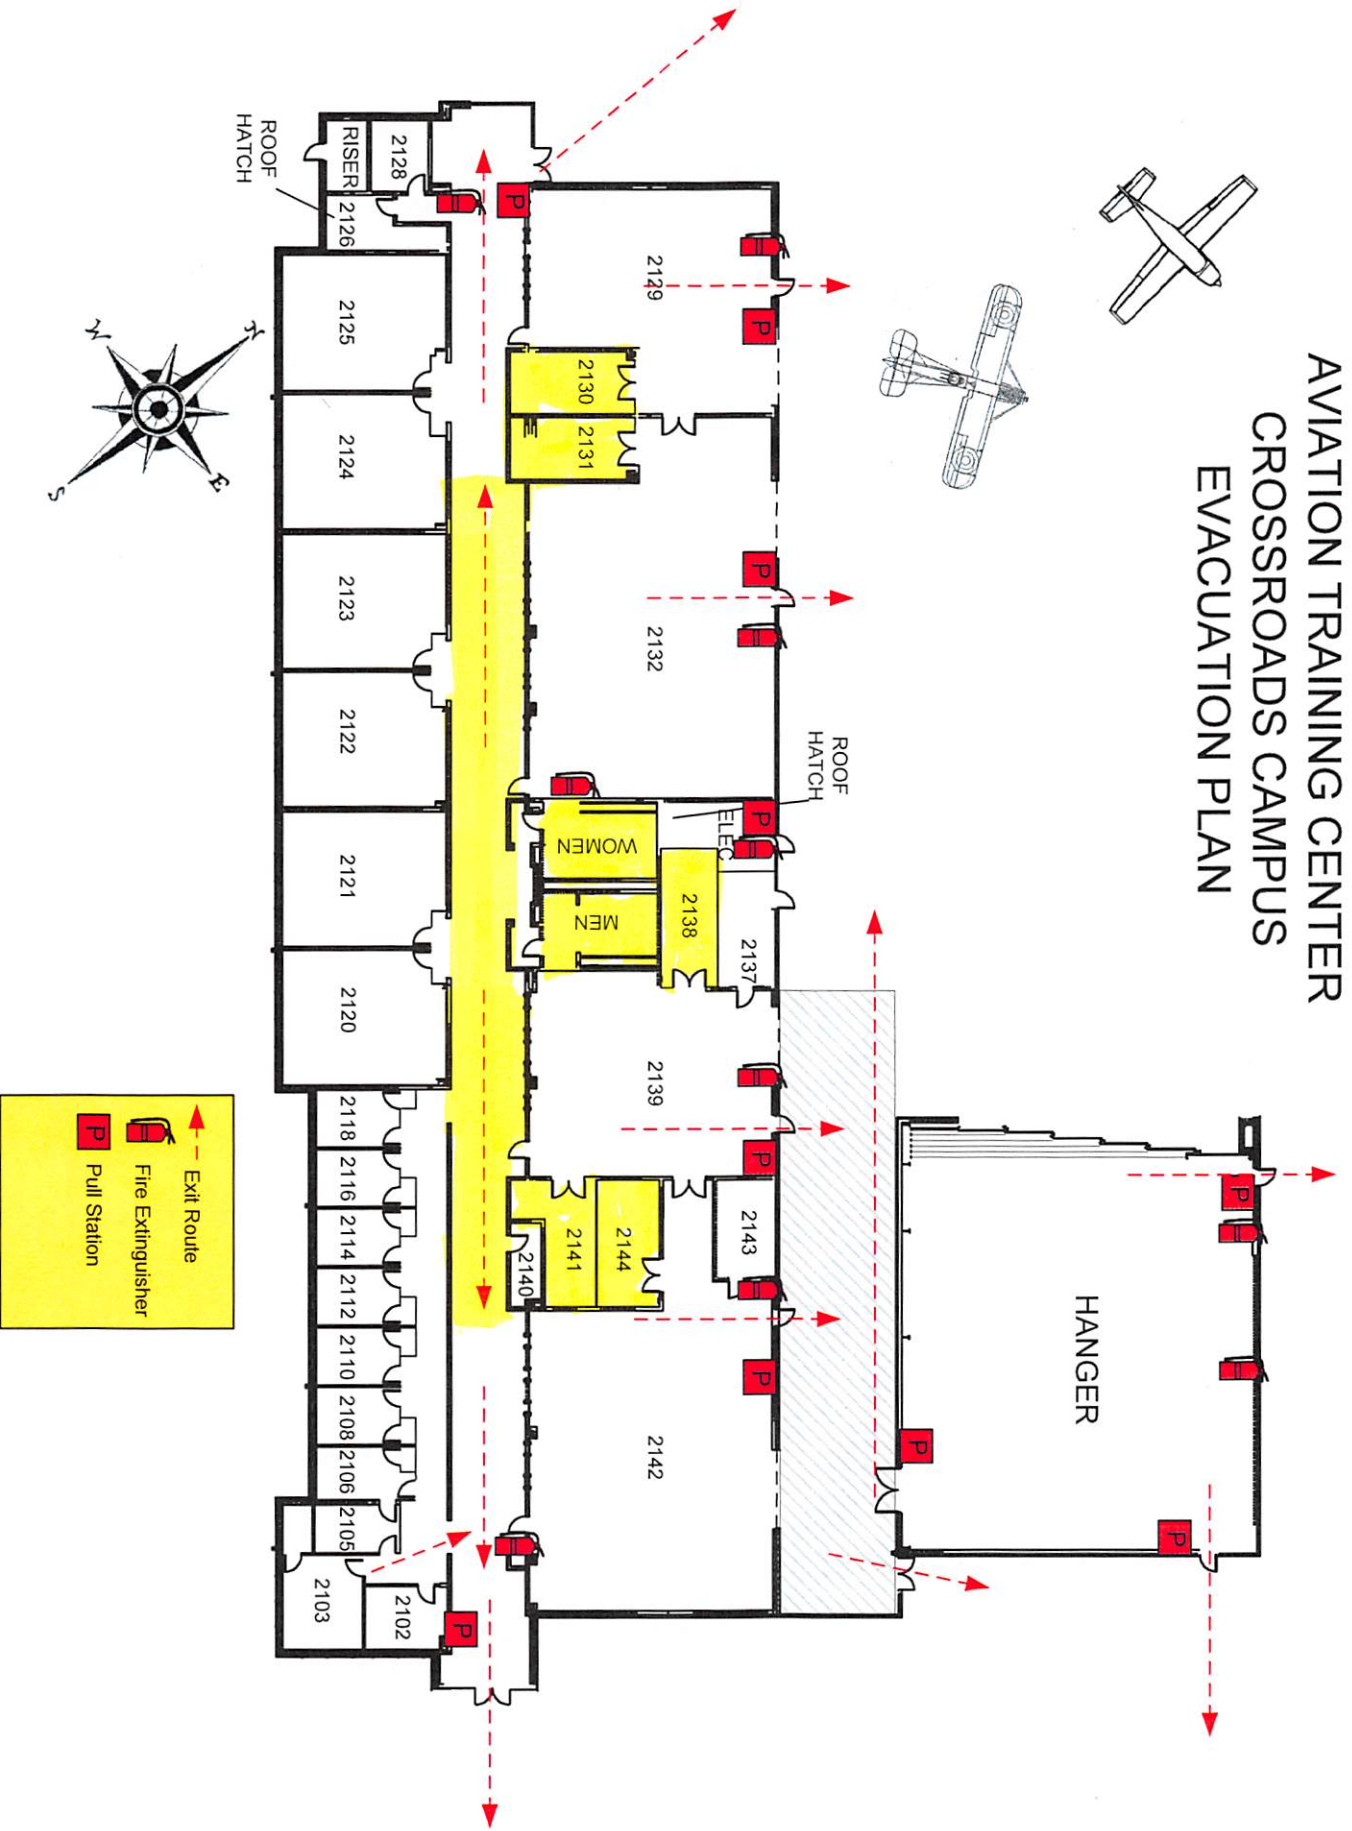 AVIATION TRAINING CENTER
CROSSROADS CAMPUS
EVACUATION PLAN
HANGER
ROOF
HATCH
ELEC
2129
2132
2137
2139
2143
2142
2130
2131
WOMEN
MEN
2138
2141
2144
2140
P
P
P
P
P
P
P
P
P
P
P
2128
RISER
2126
ROOF
HATCH
2125
2124
2123
2122
2121
2120
2118
2116
2114
2112
2110
2108
2106
2105
2103
2102
N
E
S
W
Exit Route
Fire Extinguisher
P Pull Station